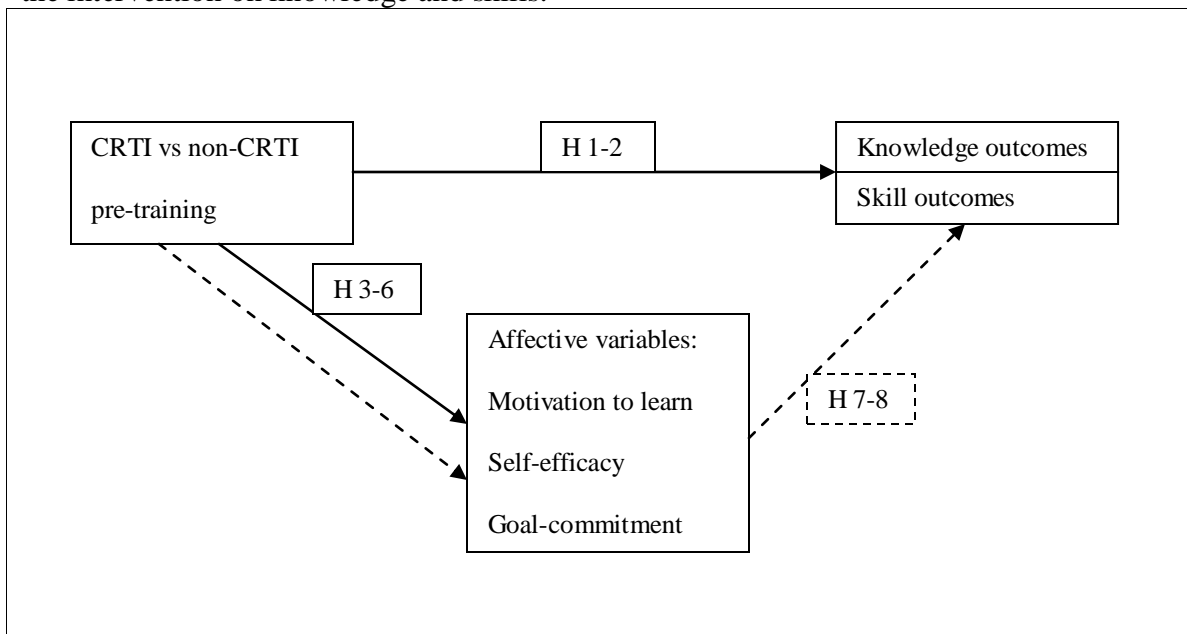 the intervention on knowledge and skills.
CRTI vs non-CRTI
pre-training
H 1-2
Knowledge outcomes
Skill outcomes
H 3-6
Affective variables:
Motivation to learn
Self-efficacy
Goal-commitment
H 7-8